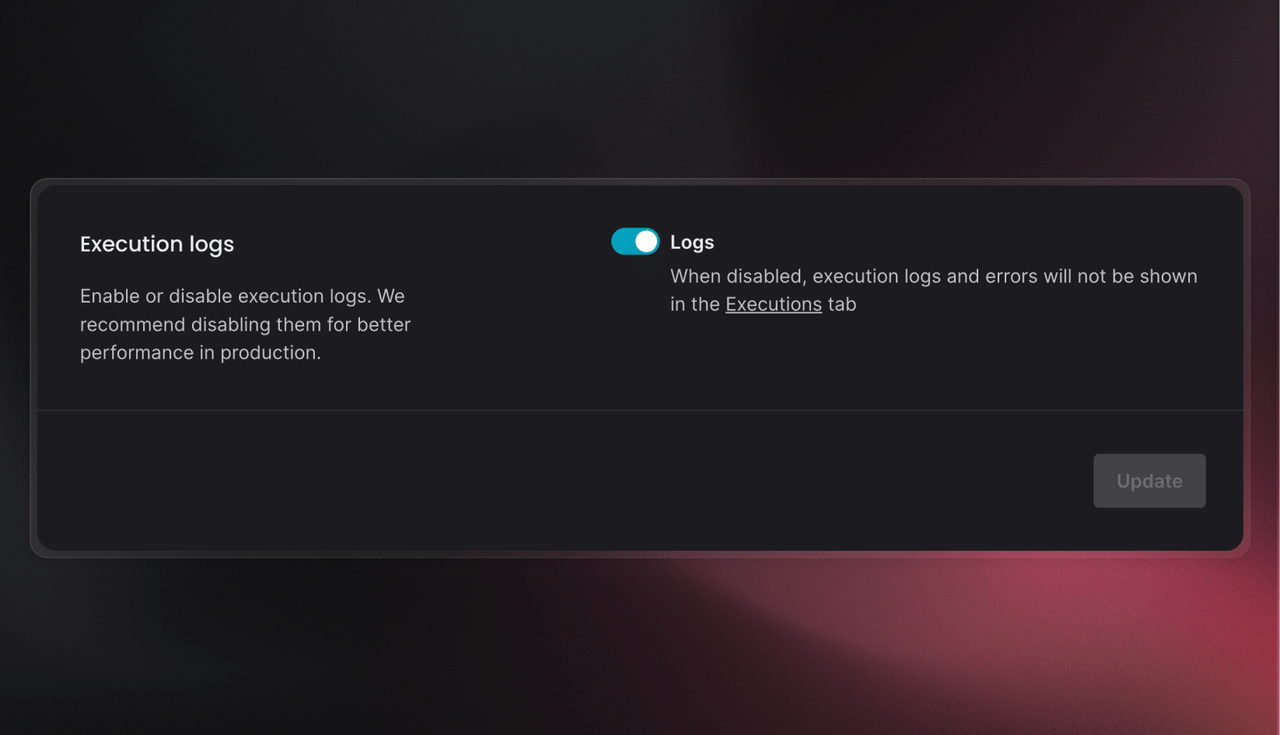 Execution logs
Enable or disable execution logs. We
recommend disabling them for better
performance in production.
Logs
When disabled, execution logs and errors will not be shown
in the Executions tab
Update